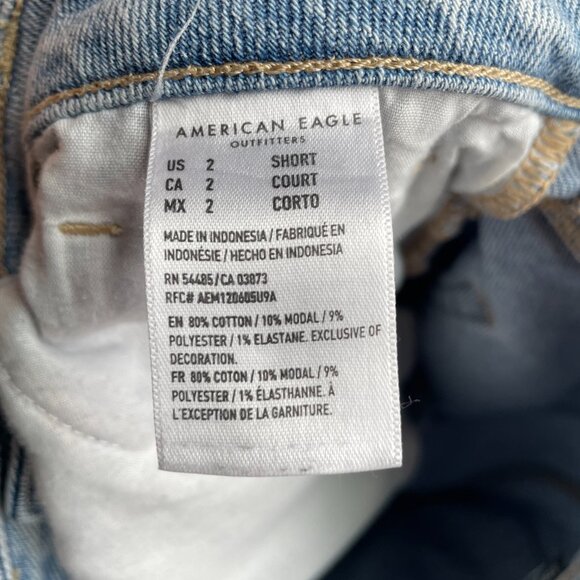 AMERICAN EAGLE
OUTFITTERS
US 2 SHORT
CA 2 COURT
MX 2 CORTO
MADE IN INDONESIA / FABRIQUÉ EN
INDONÉSIE / HECHO EN INDONESIA
RN 54485/CA 03073
RFC# AEM120605U9A
EN 80% COTTON / 10% MODAL / 9%
POLYESTER / 1% ELASTANE. EXCLUSIVE OF
DECORATION.
FR 80% COTON / 10% MODAL / 9%
POLYESTER / 1% ÉLASTHANNE. À
L'EXCEPTION DE LA GARNITURE.